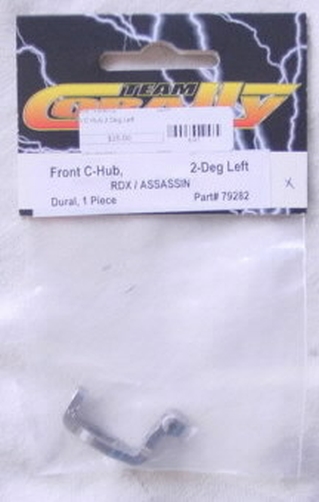 TEAM
CORALLY
C Hub 2 Deg Left
$25.00
Front C-Hub, 2-Deg Left
RDX / ASSASSIN
Dural, 1 Piece Part# 79282
X